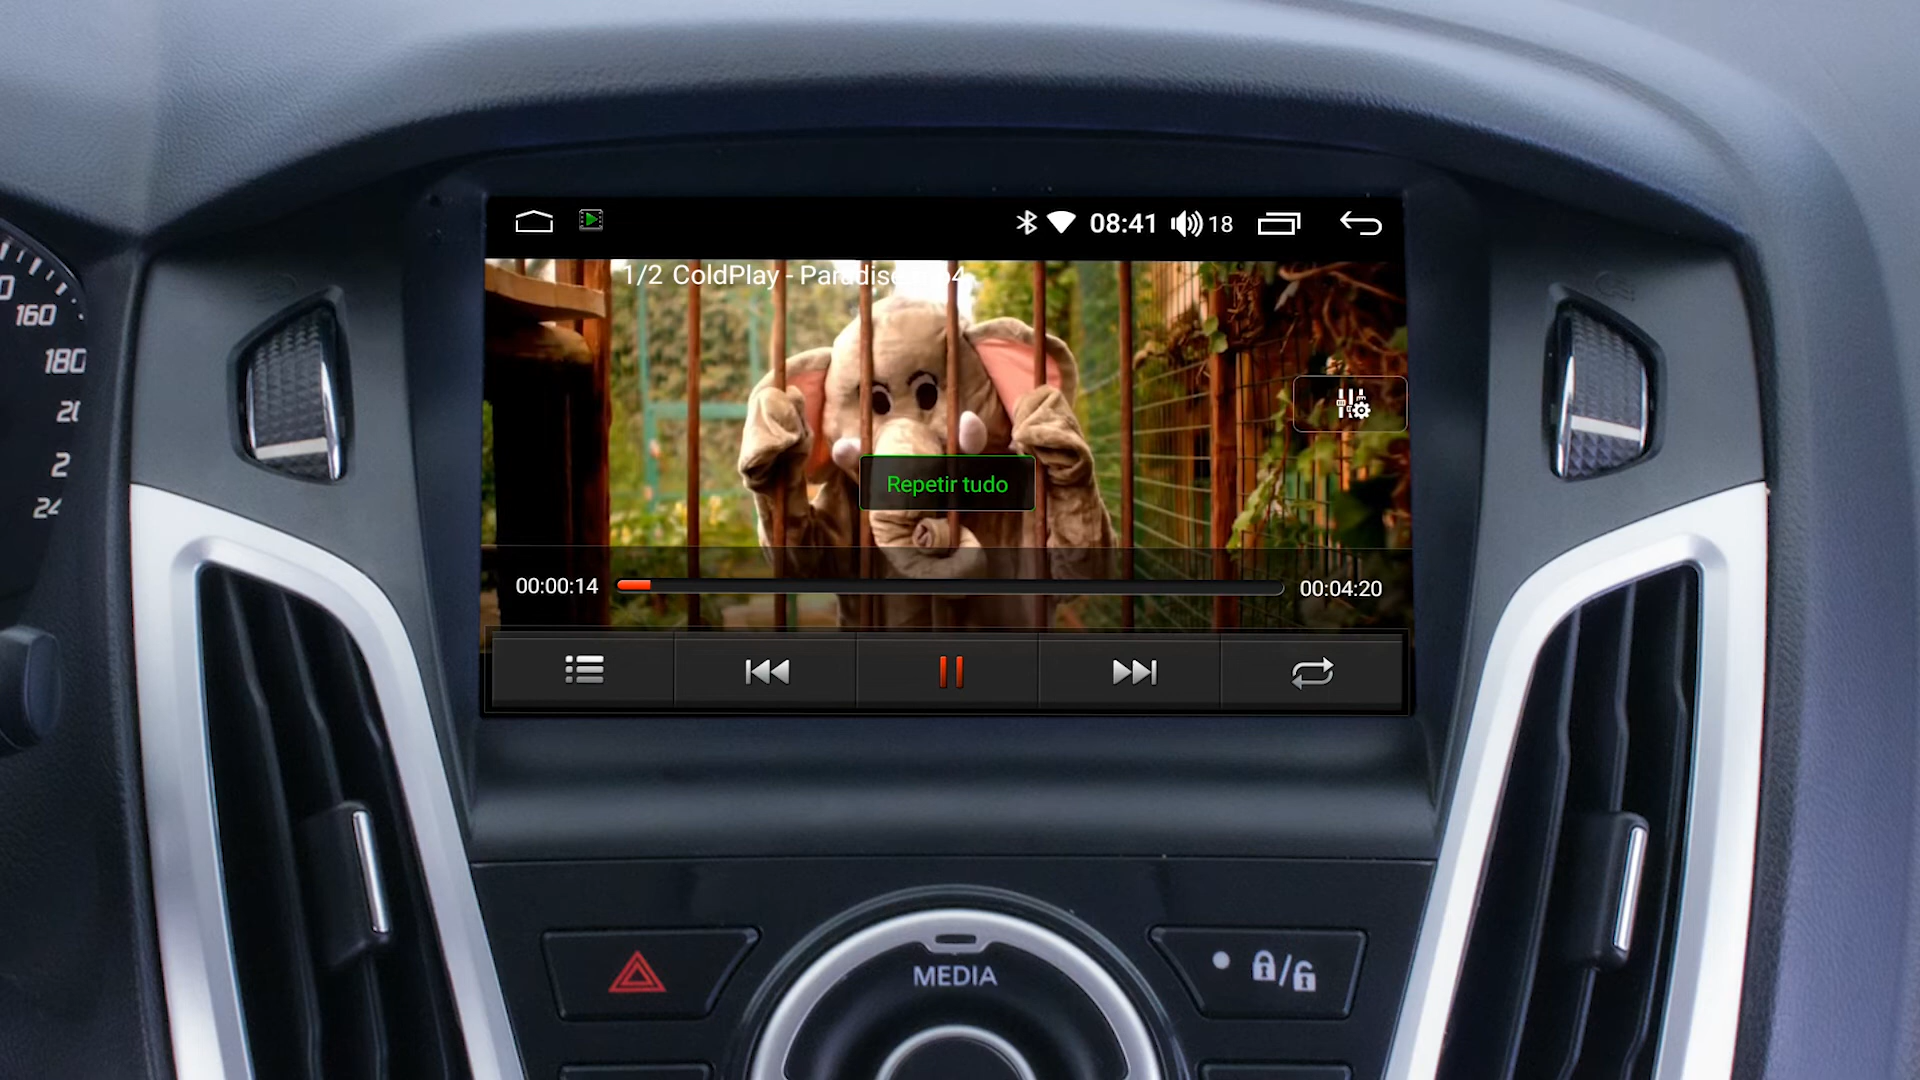 08:41 18
1/2 ColdPlay - Paradise.mp4
160
180
24
Repetir tudo
00:00:14
00:04:20
MEDIA